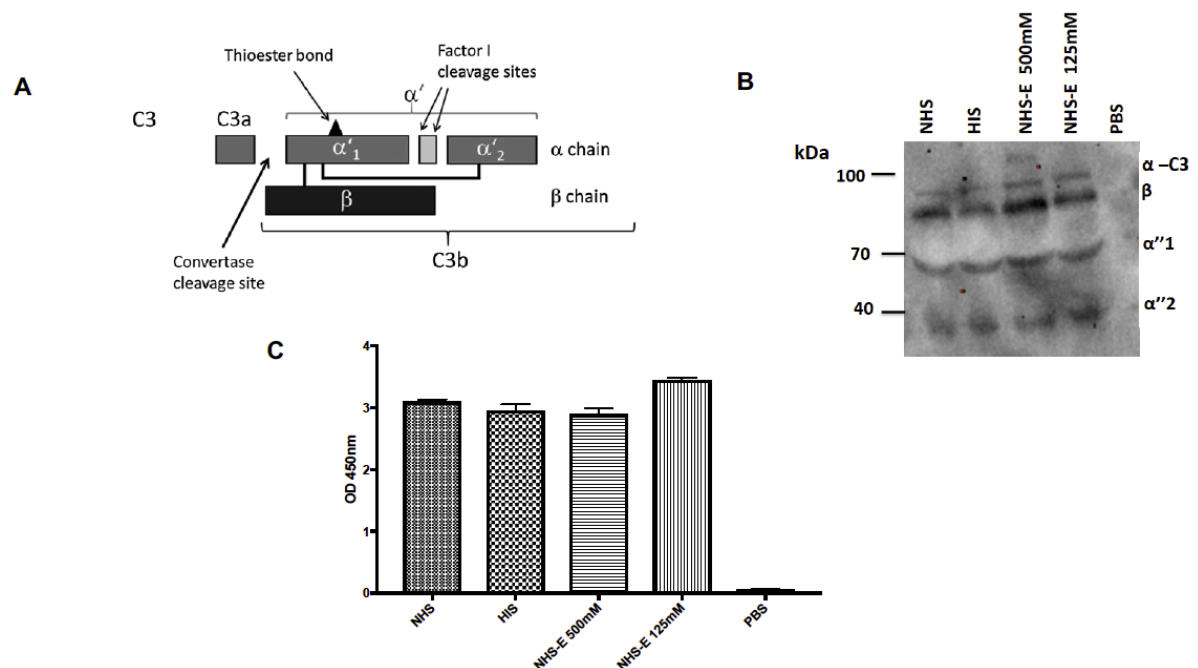 A
Thioester bond
Factor I
cleavage sites
α'
C3
C3a
α'1
α'2
α chain
β
β chain
C3b
Convertase
cleavage site
B
NHS
HIS
NHS-E 500mM
NHS-E 125mM
PBS
kDa
100
70
40
α –C3
β
α''1
α''2
C
OD 450nm
4
3
2
1
0
NHS
HIS
NHS-E 500mM
NHS-E 125mM
PBS